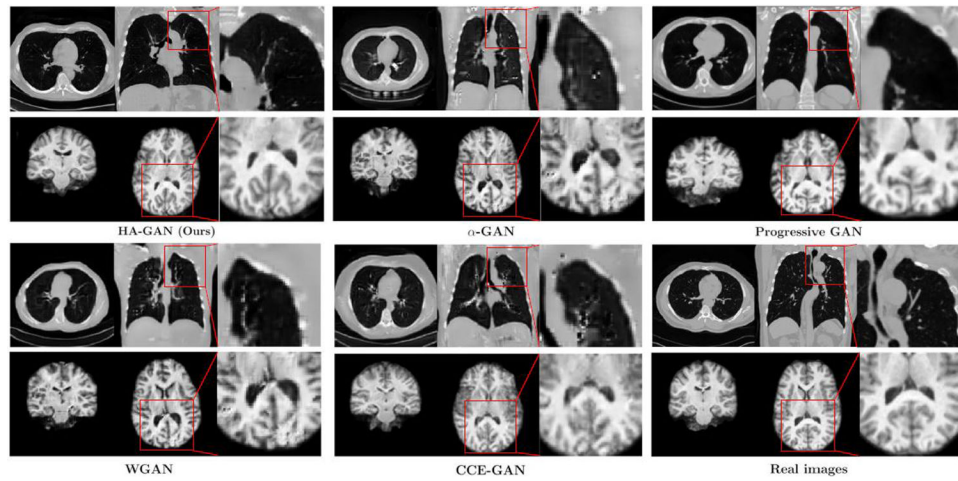 HA-GAN (Ours)
α-GAN
Progressive GAN
WGAN
CCE-GAN
Real images